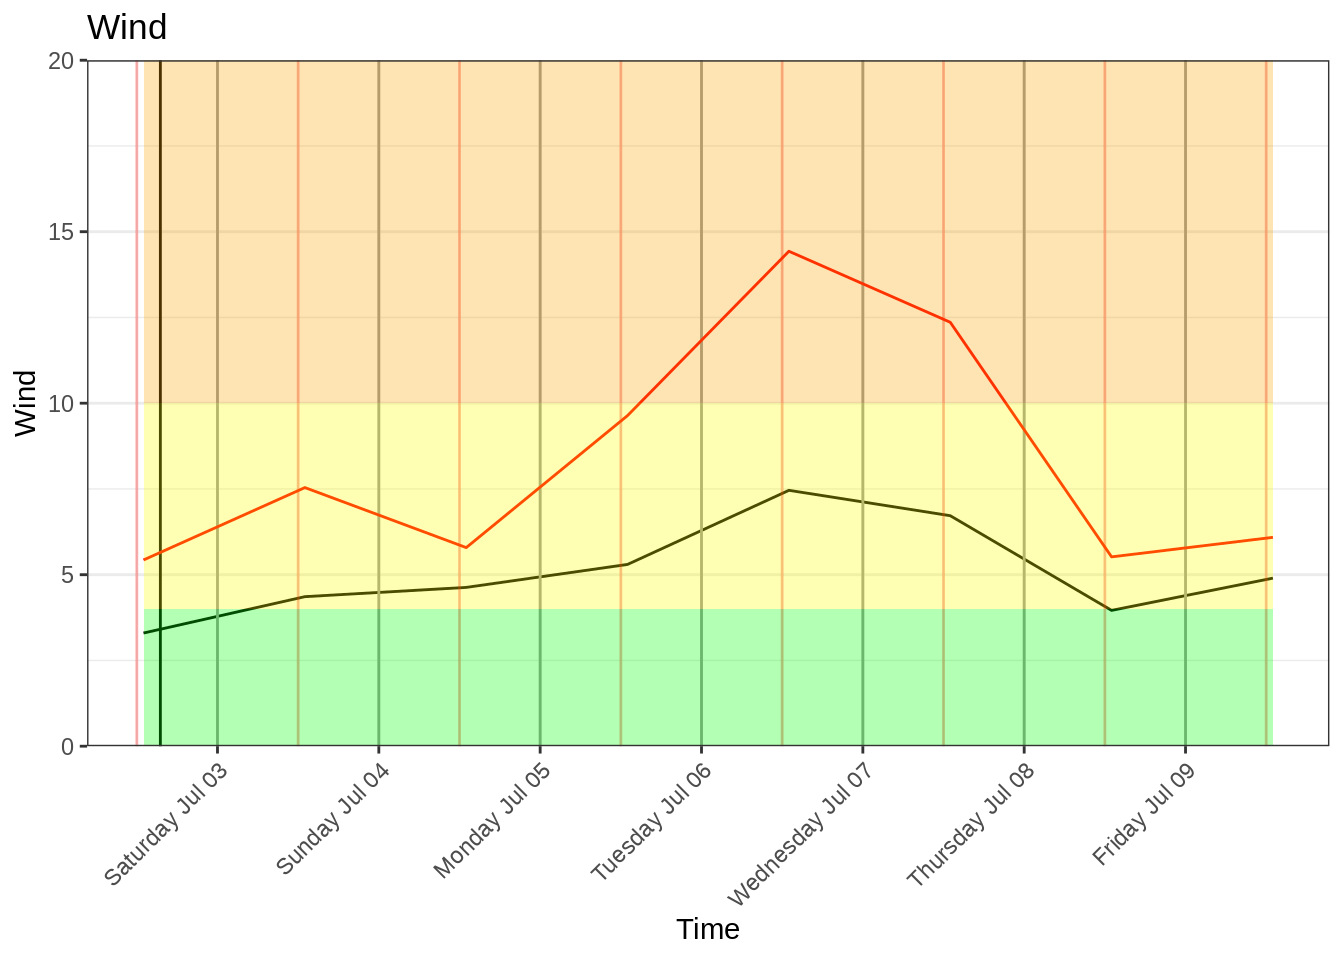 Wind
20
15
10
5
0
Wind
Saturday Jul 03
Sunday Jul 04
Monday Jul 05
Tuesday Jul 06
Wednesday Jul 07
Thursday Jul 08
Friday Jul 09
Time